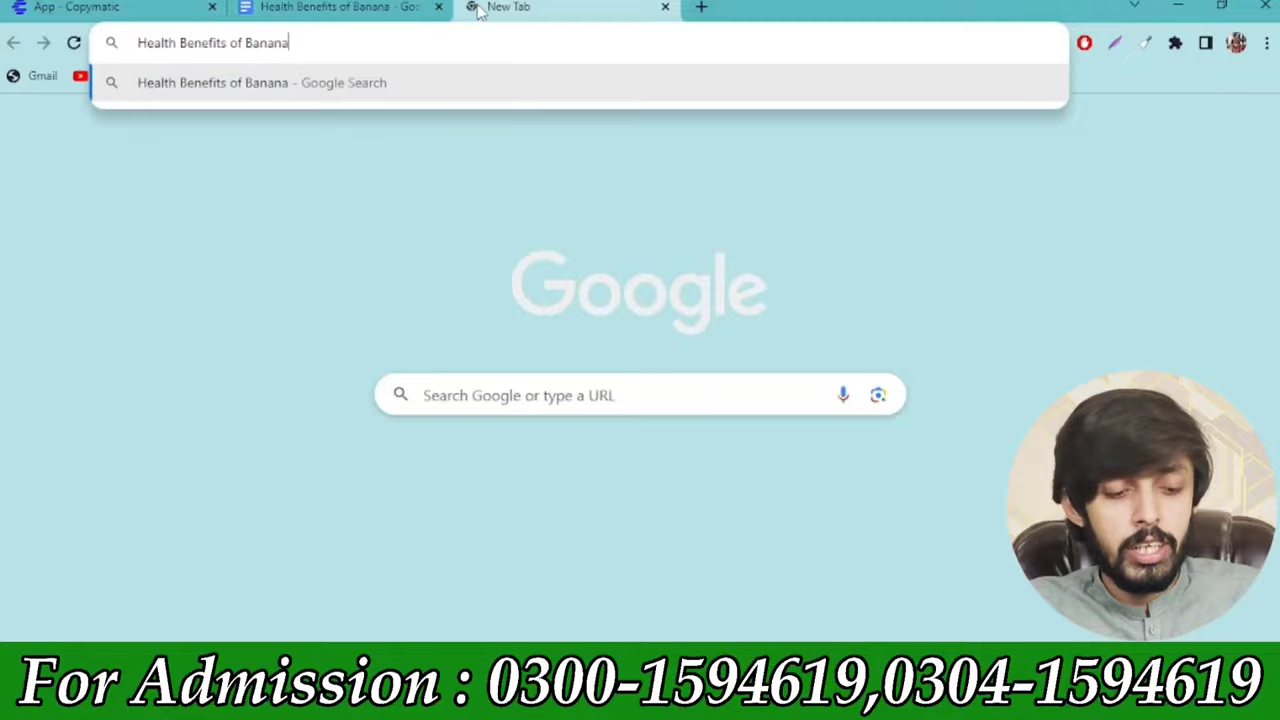 App - Copymatic
Health Benefits of Banana - Goo
New Tab
Health Benefits of Banana
Gmail
Health Benefits of Banana - Google Search
Google
Search Google or type a URL
For Admission : 0300-1594619,0304-1594619